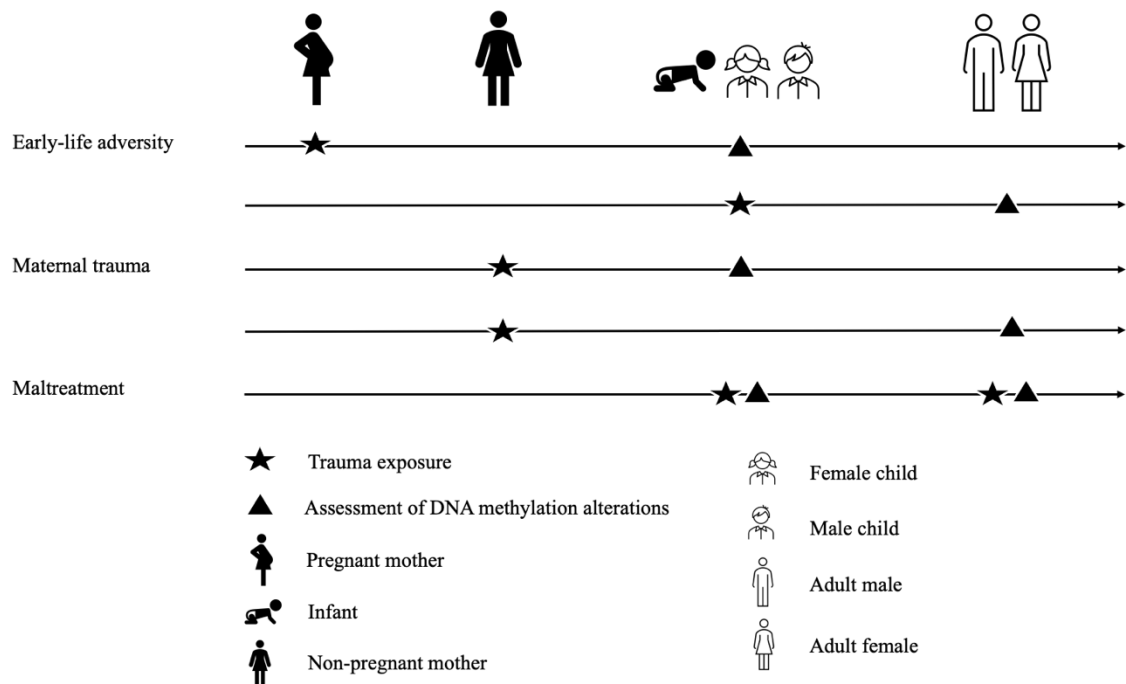 Early-life adversity
Maternal trauma
Maltreatment
Trauma exposure
Assessment of DNA methylation alterations
Pregnant mother
Infant
Non-pregnant mother
Female child
Male child
Adult male
Adult female